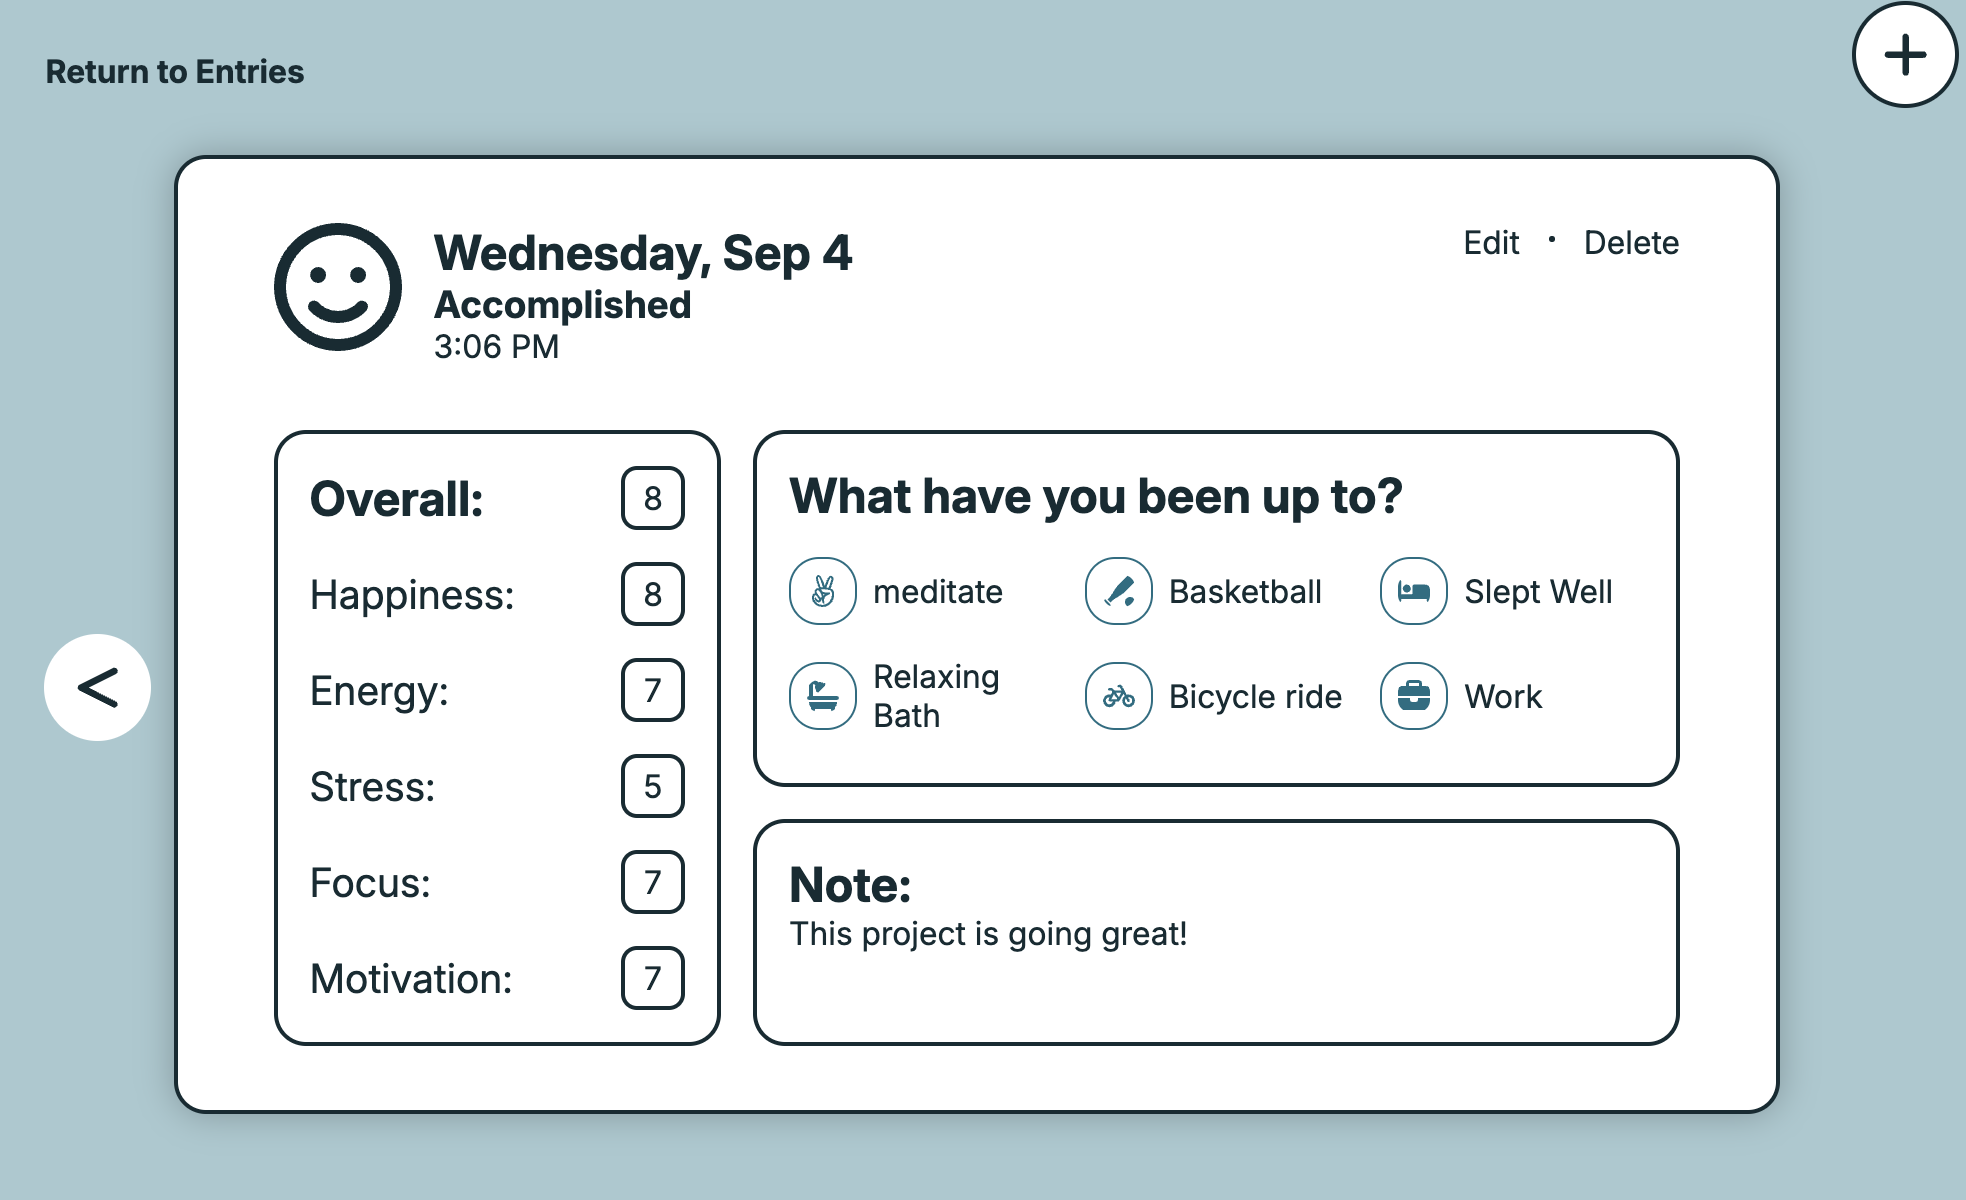 Return to Entries
+
Wednesday, Sep 4
Accomplished
3:06 PM
Edit · Delete
Overall: 8
Happiness: 8
Energy: 7
Stress: 5
Focus: 7
Motivation: 7
<
What have you been up to?
meditate
Basketball
Slept Well
Relaxing
Bath
Bicycle ride
Work
Note:
This project is going great!